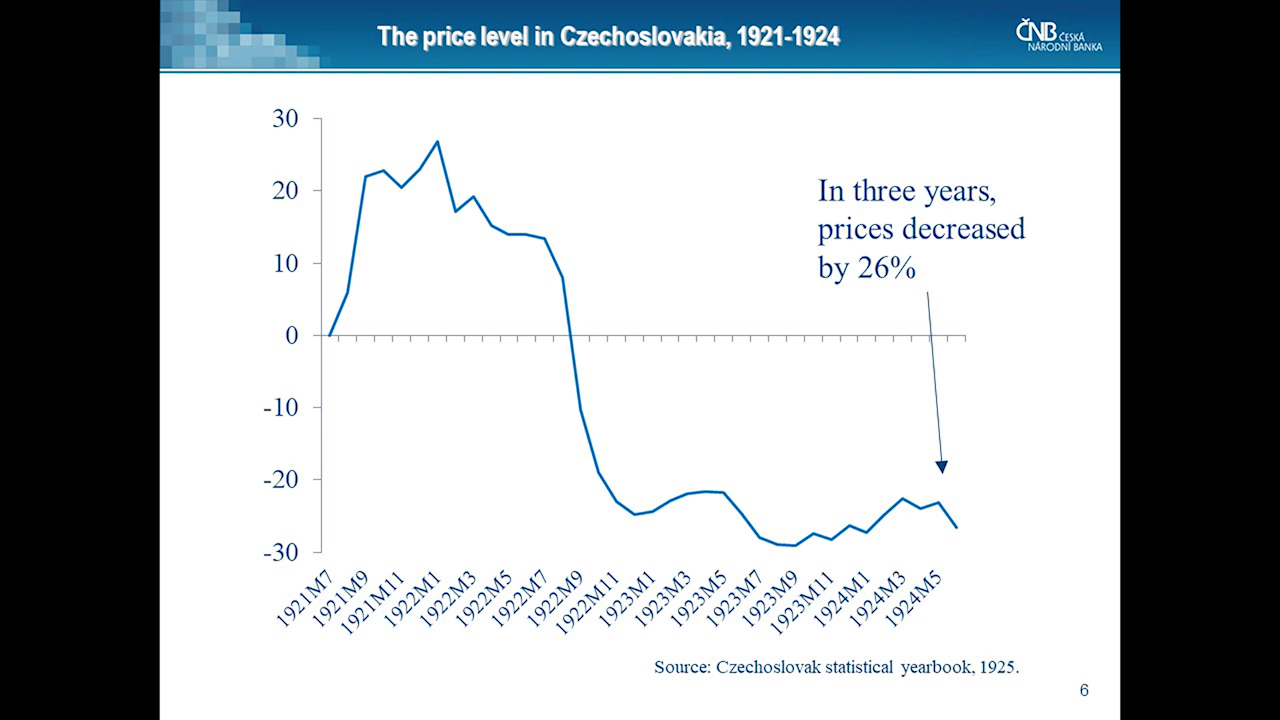 The price level in Czechoslovakia, 1921-1924
ČNB ČESKÁ
NÁRODNÍ BANKA
30
20
10
0
-10
-20
-30
In three years,
prices decreased
by 26%
1921M7
1921M9
1921M11
1922M1
1922M3
1922M5
1922M7
1922M9
1922M11
1923M1
1923M3
1923M5
1923M7
1923M9
1923M11
1924M1
1924M3
1924M5
Source: Czechoslovak statistical yearbook, 1925.
6